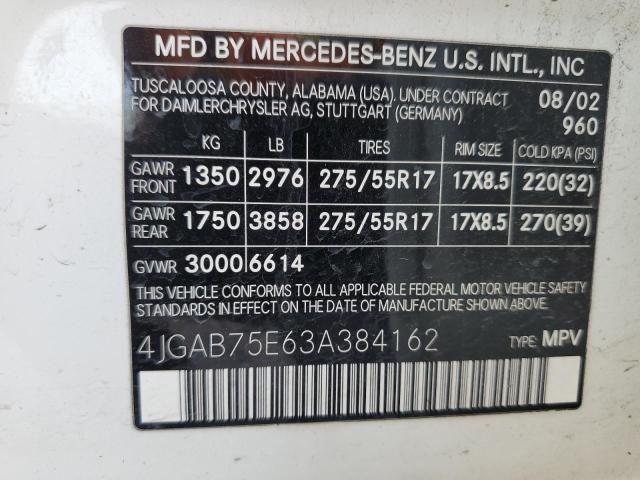 MFD BY MERCEDES-BENZ U.S. INTL., INC
TUSCALOOSA COUNTY, ALABAMA (USA). UNDER CONTRACT 08/02
FOR DAIMLERCHRYSLER AG, STUTTGART (GERMANY) 960
KG LB TIRES RIM SIZE COLD KPA (PSI)
GAWR FRONT 1350 2976 275/55R17 17X8.5 220(32)
GAWR REAR 1750 3858 275/55R17 17X8.5 270(39)
GVWR 3000 6614
THIS VEHICLE CONFORMS TO ALL APPLICABLE FEDERAL MOTOR VEHICLE SAFETY
STANDARDS IN EFFECT ON THE DATE OF MANUFACTURE SHOWN ABOVE.
4JGAB75E63A384162 TYPE: MPV